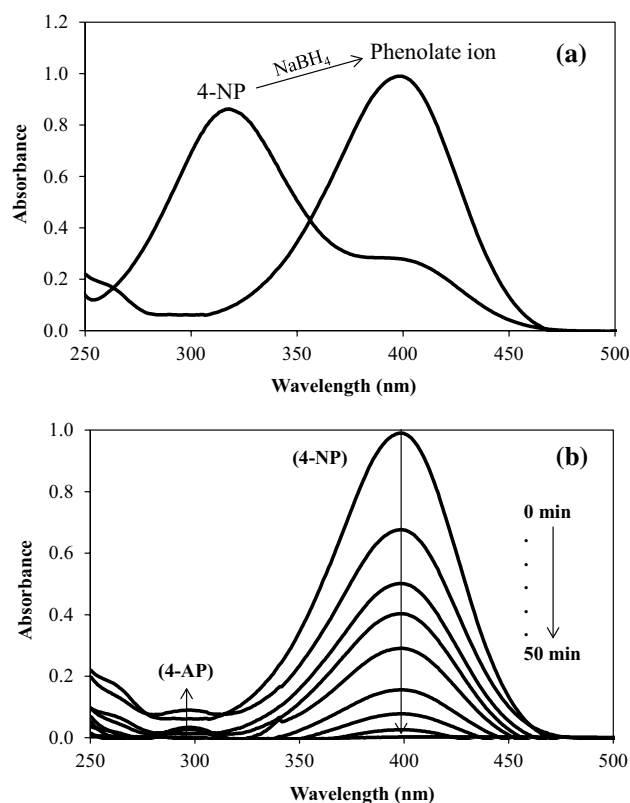 (a)
Phenolate ion
NaBH4
4-NP
1.2
1.0
0.8
0.6
0.4
0.2
0.0
Absorbance
250 300 350 400 450 500
Wavelength (nm)
(b)
(4-NP)
0 min
50 min
(4-AP)
1.0
0.8
0.6
0.4
0.2
0.0
Absorbance
250 300 350 400 450 500
Wavelength (nm)